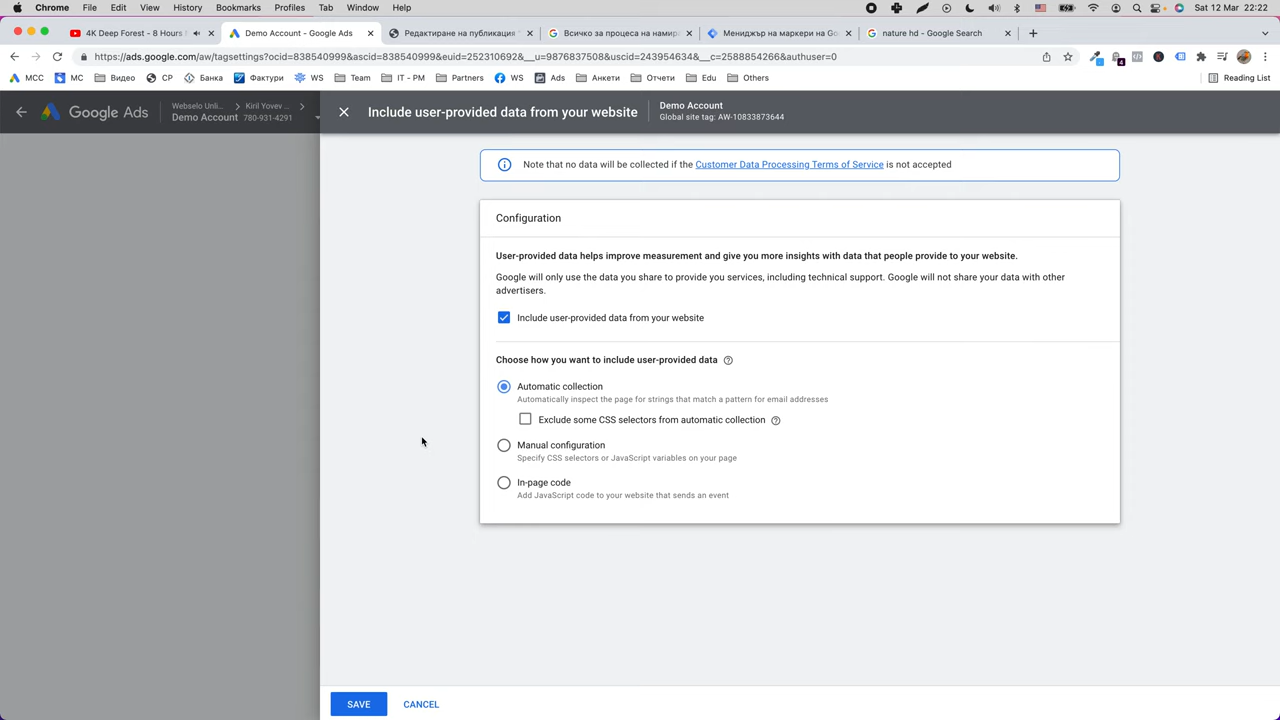 Chrome File Edit View History Bookmarks Profiles Tab Window Help Sat 12 Mar 22:22
4K Deep Forest - 8 Hours Demo Account - Google Ads Редактиране на публикация Всичко за процеса на намир Мениджър на маркери на Go nature hd - Google Search
https://ads.google.com/aw/tagsettings?ocid=838540999&ascid=838540999&euid=252310692&__u=9876837508&uscid=243954634&__c=2588864266&authuser=0
МСС МС Видео CP Банка Фактури WS Team IT - PM Partners WS Ads Анкети Отчети Edu Others Reading List
Google Ads
Webselo Unli... Kiril Yovev ...
Demo Account 780-931-4291
Include user-provided data from your website
Demo Account
Global site tag: AW-10833873644
Note that no data will be collected if the Customer Data Processing Terms of Service is not accepted
Configuration
User-provided data helps improve measurement and give you more insights with data that people provide to your website.
Google will only use the data you share to provide you services, including technical support. Google will not share your data with other
advertisers.
Include user-provided data from your website
Choose how you want to include user-provided data
Automatic collection
Automatically inspect the page for strings that match a pattern for email addresses
Exclude some CSS selectors from automatic collection
Manual configuration
Specify CSS selectors or JavaScript variables on your page
In-page code
Add JavaScript code to your website that sends an event
SAVE CANCEL